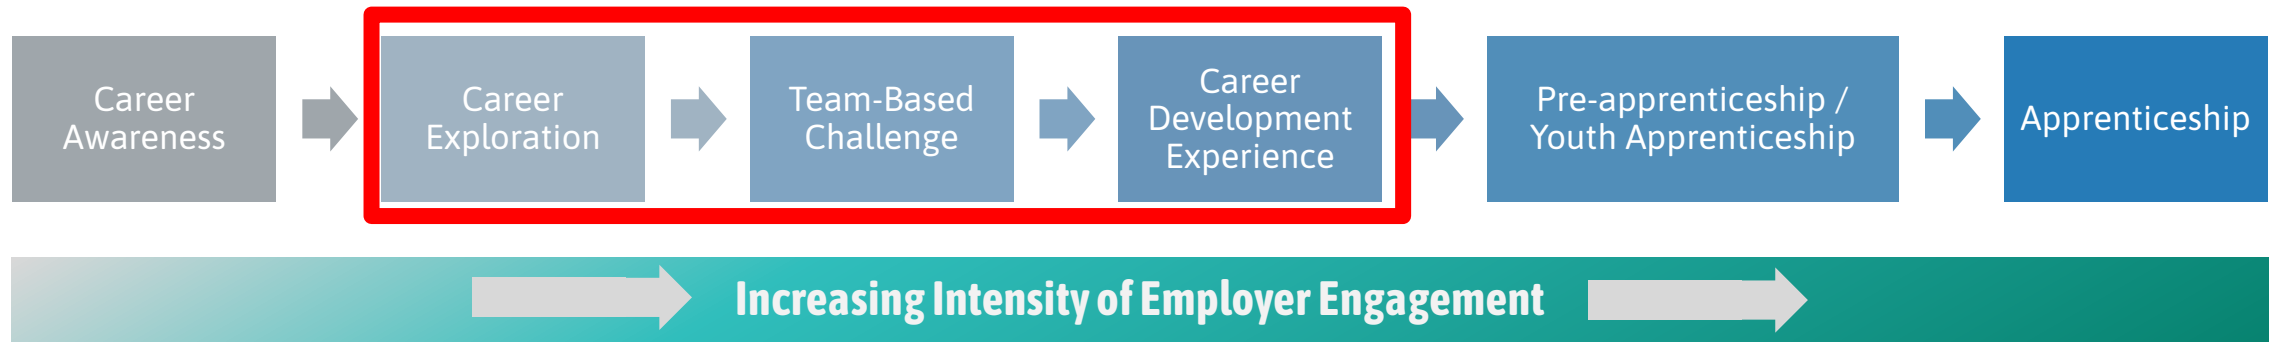 Career
Awareness
Career
Exploration
Team-Based
Challenge
Career
Development
Experience
Pre-apprenticeship /
Youth Apprenticeship
Apprenticeship
Increasing Intensity of Employer Engagement